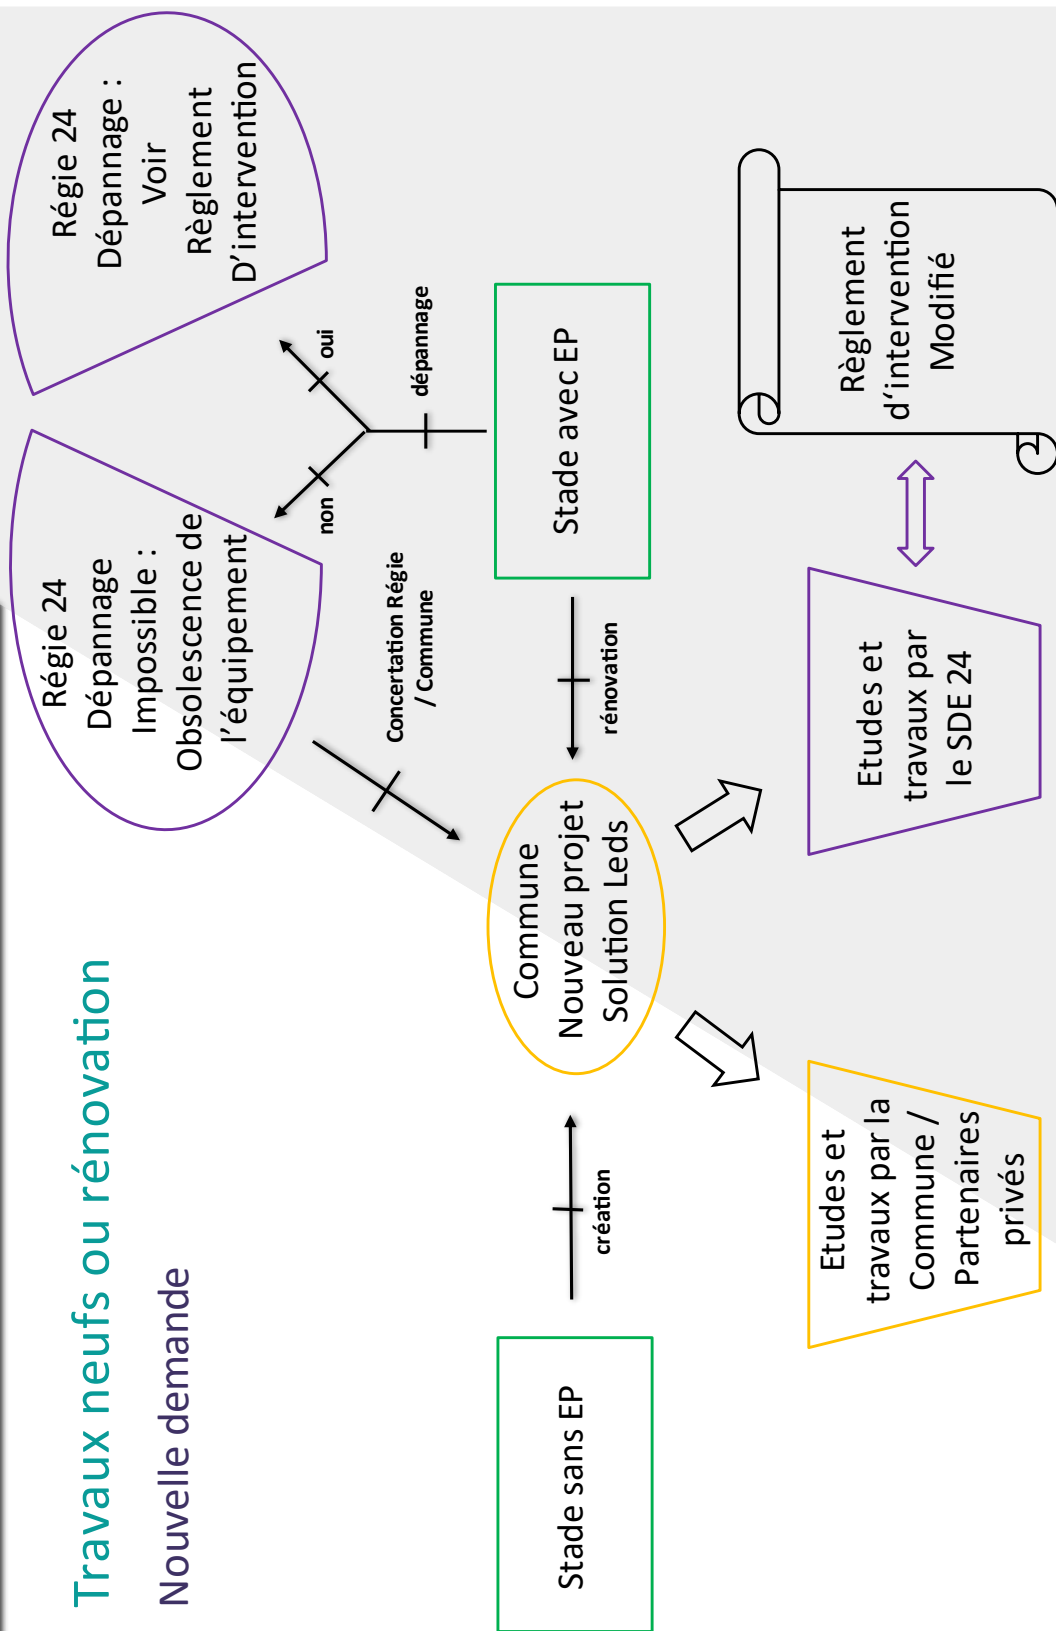 Travaux neufs ou rénovation
Nouvelle demande
Régie 24
Dépannage
Impossible :
Obsolescence de
l’équipement
Régie 24
Dépannage :
Voir
Règlement
D’intervention
non
oui
dépannage
Concertation Régie
/ Commune
Stade sans EP
création
Commune
Nouveau projet
Solution Leds
rénovation
Stade avec EP
Etudes et
travaux par la
Commune /
Partenaires
privés
Etudes et
travaux par
le SDE 24
Règlement
d‘intervention
Modifié